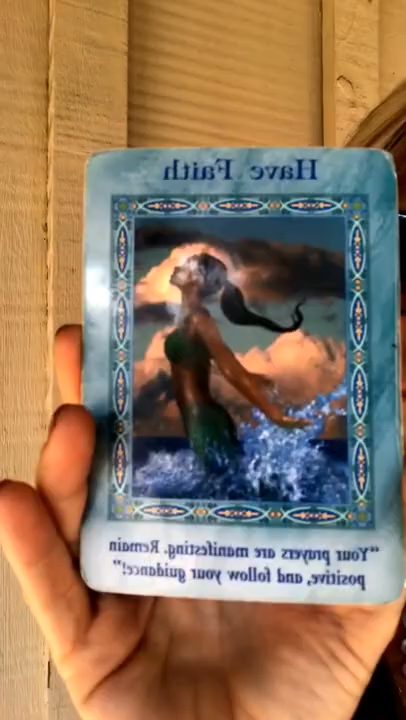 Have Faith
"Your prayers are manifesting. Remain
positive, and follow your guidance!"